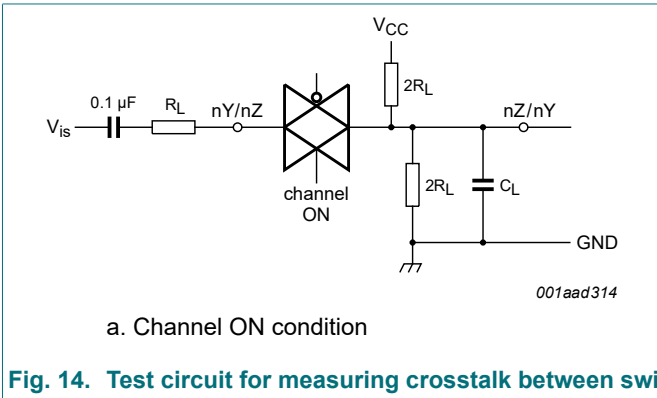 VCC
2RL
0.1 μF
RL
nY/nZ
nZ/nY
Vis
2RL
CL
channel
ON
GND
001aad314
a. Channel ON condition
Fig. 14. Test circuit for measuring crosstalk between swi